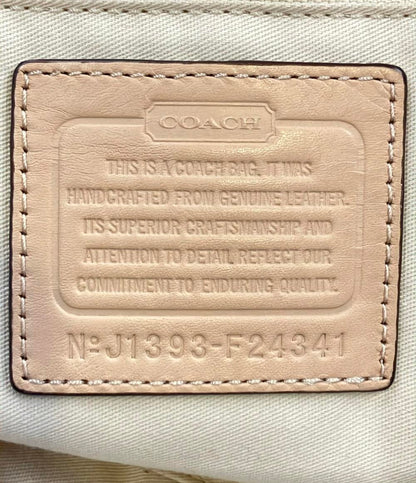 COACH
THIS IS A COACH BAG. IT WAS
HANDCRAFTED FROM GENUINE LEATHER.
ITS SUPERIOR CRAFTSMANSHIP AND
ATTENTION TO DETAIL REFLECT OUR
COMMITMENT TO ENDURING QUALITY.
Nº J1393-F24341